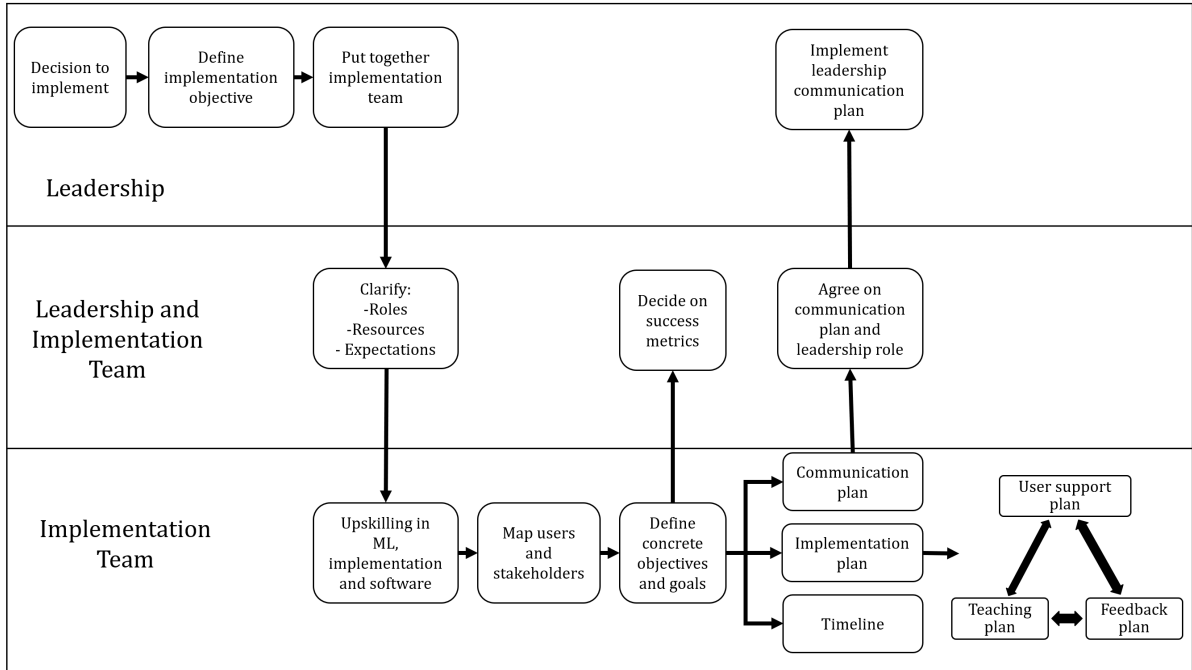 Decision to
implement
Define
implementation
objective
Put together
implementation
team
Implement
leadership
communication
plan
Leadership
Leadership and
Implementation
Team
Clarify:
-Roles
-Resources
- Expectations
Decide on
success
metrics
Agree on
communication
plan and
leadership role
Implementation
Team
Upskilling in
ML,
implementation
and software
Map users
and
stakeholders
Define
concrete
objectives
and goals
Communication
plan
Implementation
plan
Timeline
User support
plan
Teaching
plan
Feedback
plan